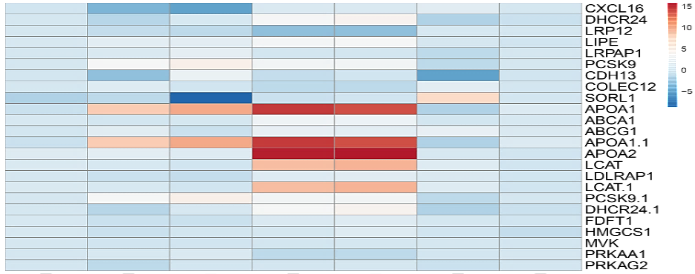 CXCL16
DHCR24
LRP12
LIPE
LRPAP1
PCSK9
CDH13
COLEC12
SORL1
APOA1
ABCA1
ABCG1
APOA1.1
APOA2
LCAT
LDLRAP1
LCAT.1
PCSK9.1
DHCR24.1
FDFT1
HMGCS1
MVK
PRKAA1
PRKAG2
15
10
5
0
−5